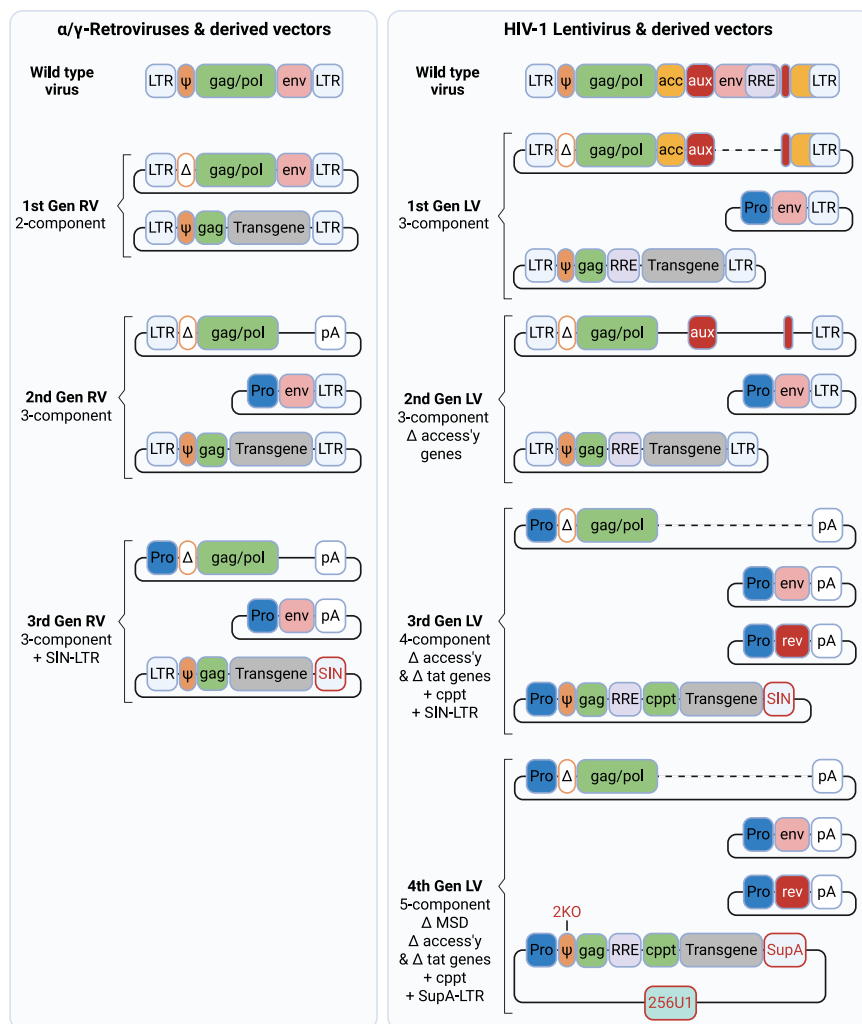 α/γ-Retroviruses & derived vectors
Wild type
virus
LTR ψ gag/pol env LTR
1st Gen RV
2-component
LTR Δ gag/pol env LTR
LTR ψ gag Transgene LTR
2nd Gen RV
3-component
LTR Δ gag/pol pA
Pro env LTR
LTR ψ gag Transgene LTR
3rd Gen RV
3-component
+ SIN-LTR
Pro Δ gag/pol pA
Pro env pA
LTR ψ gag Transgene SIN
HIV-1 Lentivirus & derived vectors
Wild type
virus
LTR ψ gag/pol acc aux env RRE LTR
1st Gen LV
3-component
LTR Δ gag/pol acc aux LTR
Pro env LTR
LTR ψ gag RRE Transgene LTR
2nd Gen LV
3-component
Δ access'y
genes
LTR Δ gag/pol aux LTR
Pro env LTR
LTR ψ gag RRE Transgene LTR
3rd Gen LV
4-component
Δ access'y
& Δ tat genes
+ cppt
+ SIN-LTR
Pro Δ gag/pol pA
Pro env pA
Pro rev pA
Pro ψ gag RRE cppt Transgene SIN
4th Gen LV
5-component
Δ MSD
Δ access'y
& Δ tat genes
+ cppt
+ SupA-LTR
Pro Δ gag/pol pA
Pro env pA
Pro rev pA
2KO
Pro ψ gag RRE cppt Transgene SupA
256U1